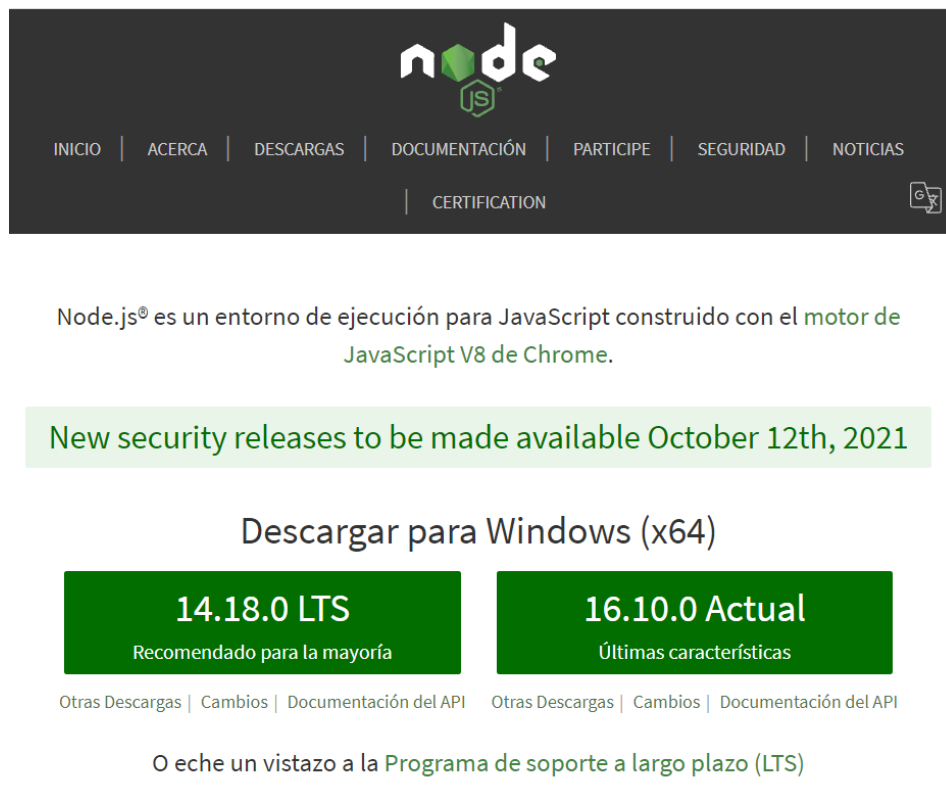 node
JS
INICIO | ACERCA | DESCARGAS | DOCUMENTACIÓN | PARTICIPE | SEGURIDAD | NOTICIAS
| CERTIFICATION
Node.js® es un entorno de ejecución para JavaScript construido con el motor de
JavaScript V8 de Chrome.
New security releases to be made available October 12th, 2021
Descargar para Windows (x64)
14.18.0 LTS
Recomendado para la mayoría
16.10.0 Actual
Últimas características
Otras Descargas | Cambios | Documentación del API
Otras Descargas | Cambios | Documentación del API
O eche un vistazo a la Programa de soporte a largo plazo (LTS)